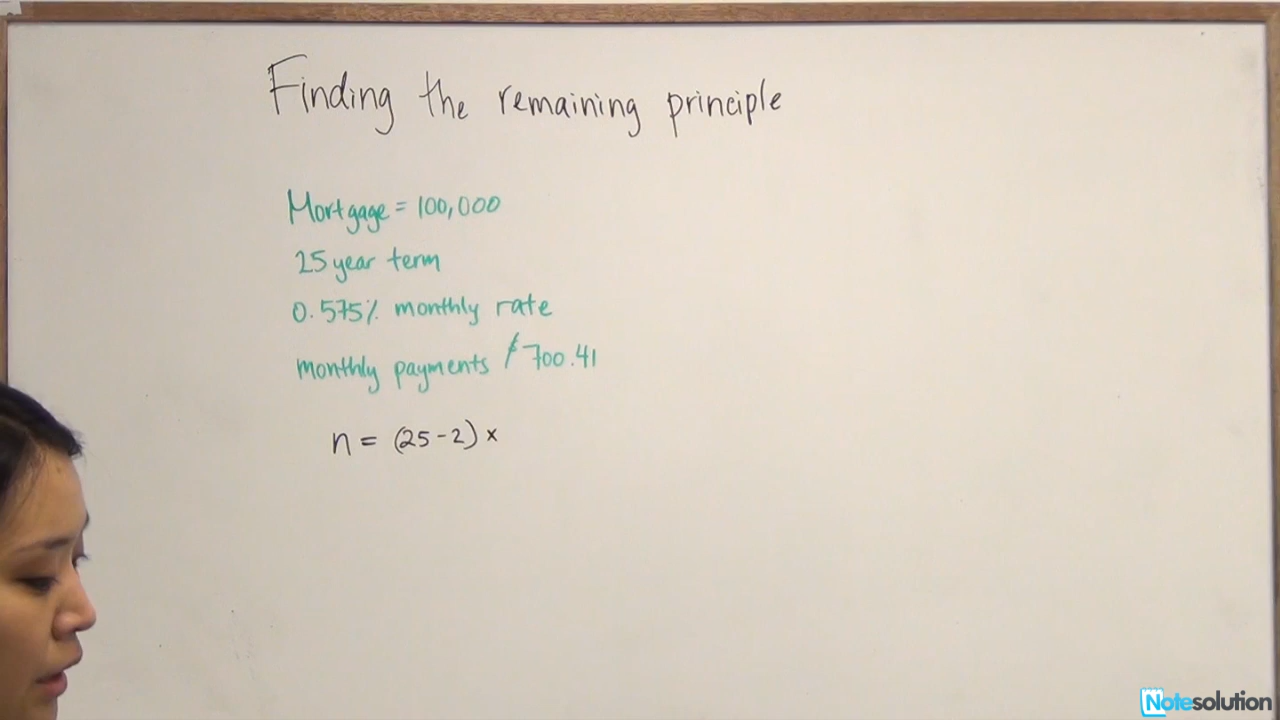 Finding the remaining principle
Mortgage = 100,000
25 year term
0.575% monthly rate
monthly payments $700.41
n = (25-2) ×
Notesolution